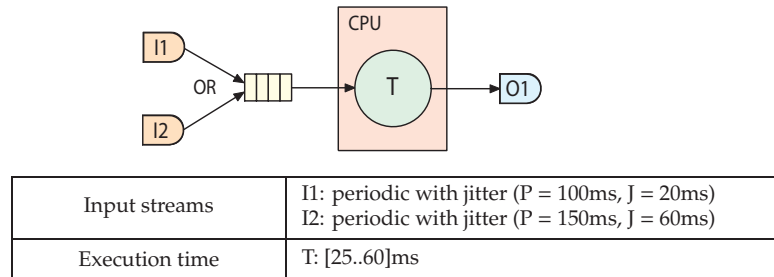 CPU
I1
OR
T
O1
I2
Input streams
I1: periodic with jitter (P = 100ms, J = 20ms)
I2: periodic with jitter (P = 150ms, J = 60ms)
Execution time
T: [25..60]ms